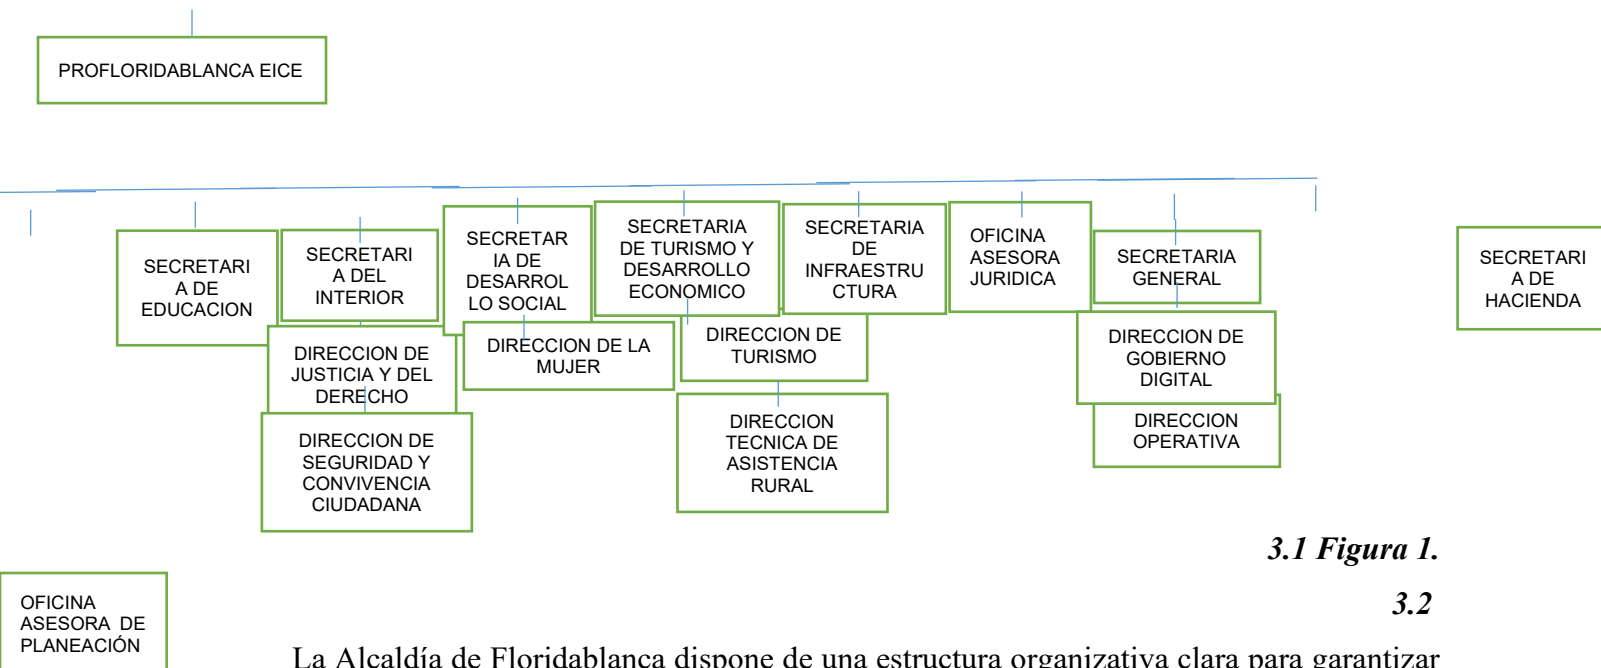 PROFLORIDABLANCA EICE
SECRETARI
A DE
EDUCACION
SECRETARI
A DEL
INTERIOR
SECRETAR
IA DE
DESARROL
LO SOCIAL
SECRETARIA
DE TURISMO Y
DESARROLLO
ECONOMICO
SECRETARIA
DE
INFRAESTRU
CTURA
OFICINA
ASESORA
JURIDICA
SECRETARIA
GENERAL
SECRETARI
A DE
HACIENDA
DIRECCION DE
JUSTICIA Y DEL
DERECHO
DIRECCION DE LA
MUJER
DIRECCION DE
TURISMO
DIRECCION DE
GOBIERNO
DIGITAL
DIRECCION DE
SEGURIDAD Y
CONVIVENCIA
CIUDADANA
DIRECCION
TECNICA DE
ASISTENCIA
RURAL
DIRECCION
OPERATIVA
3.1 Figura 1.
3.2
OFICINA
ASESORA DE
PLANEACIÓN
La Alcaldía de Floridablanca dispone de una estructura organizativa clara para garantizar